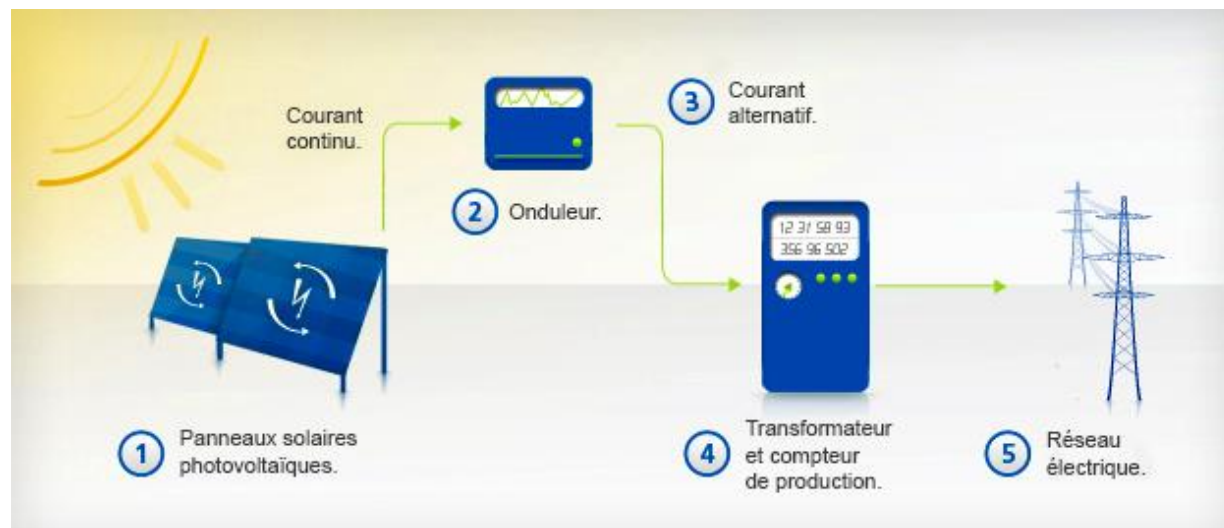 Courant
continu.
3
Courant
alternatif.
2
Onduleur.
12 31 58 93
356 96 502
1
Panneaux solaires
photovoltaïques.
4
Transformateur
et compteur
de production.
5
Réseau
électrique.